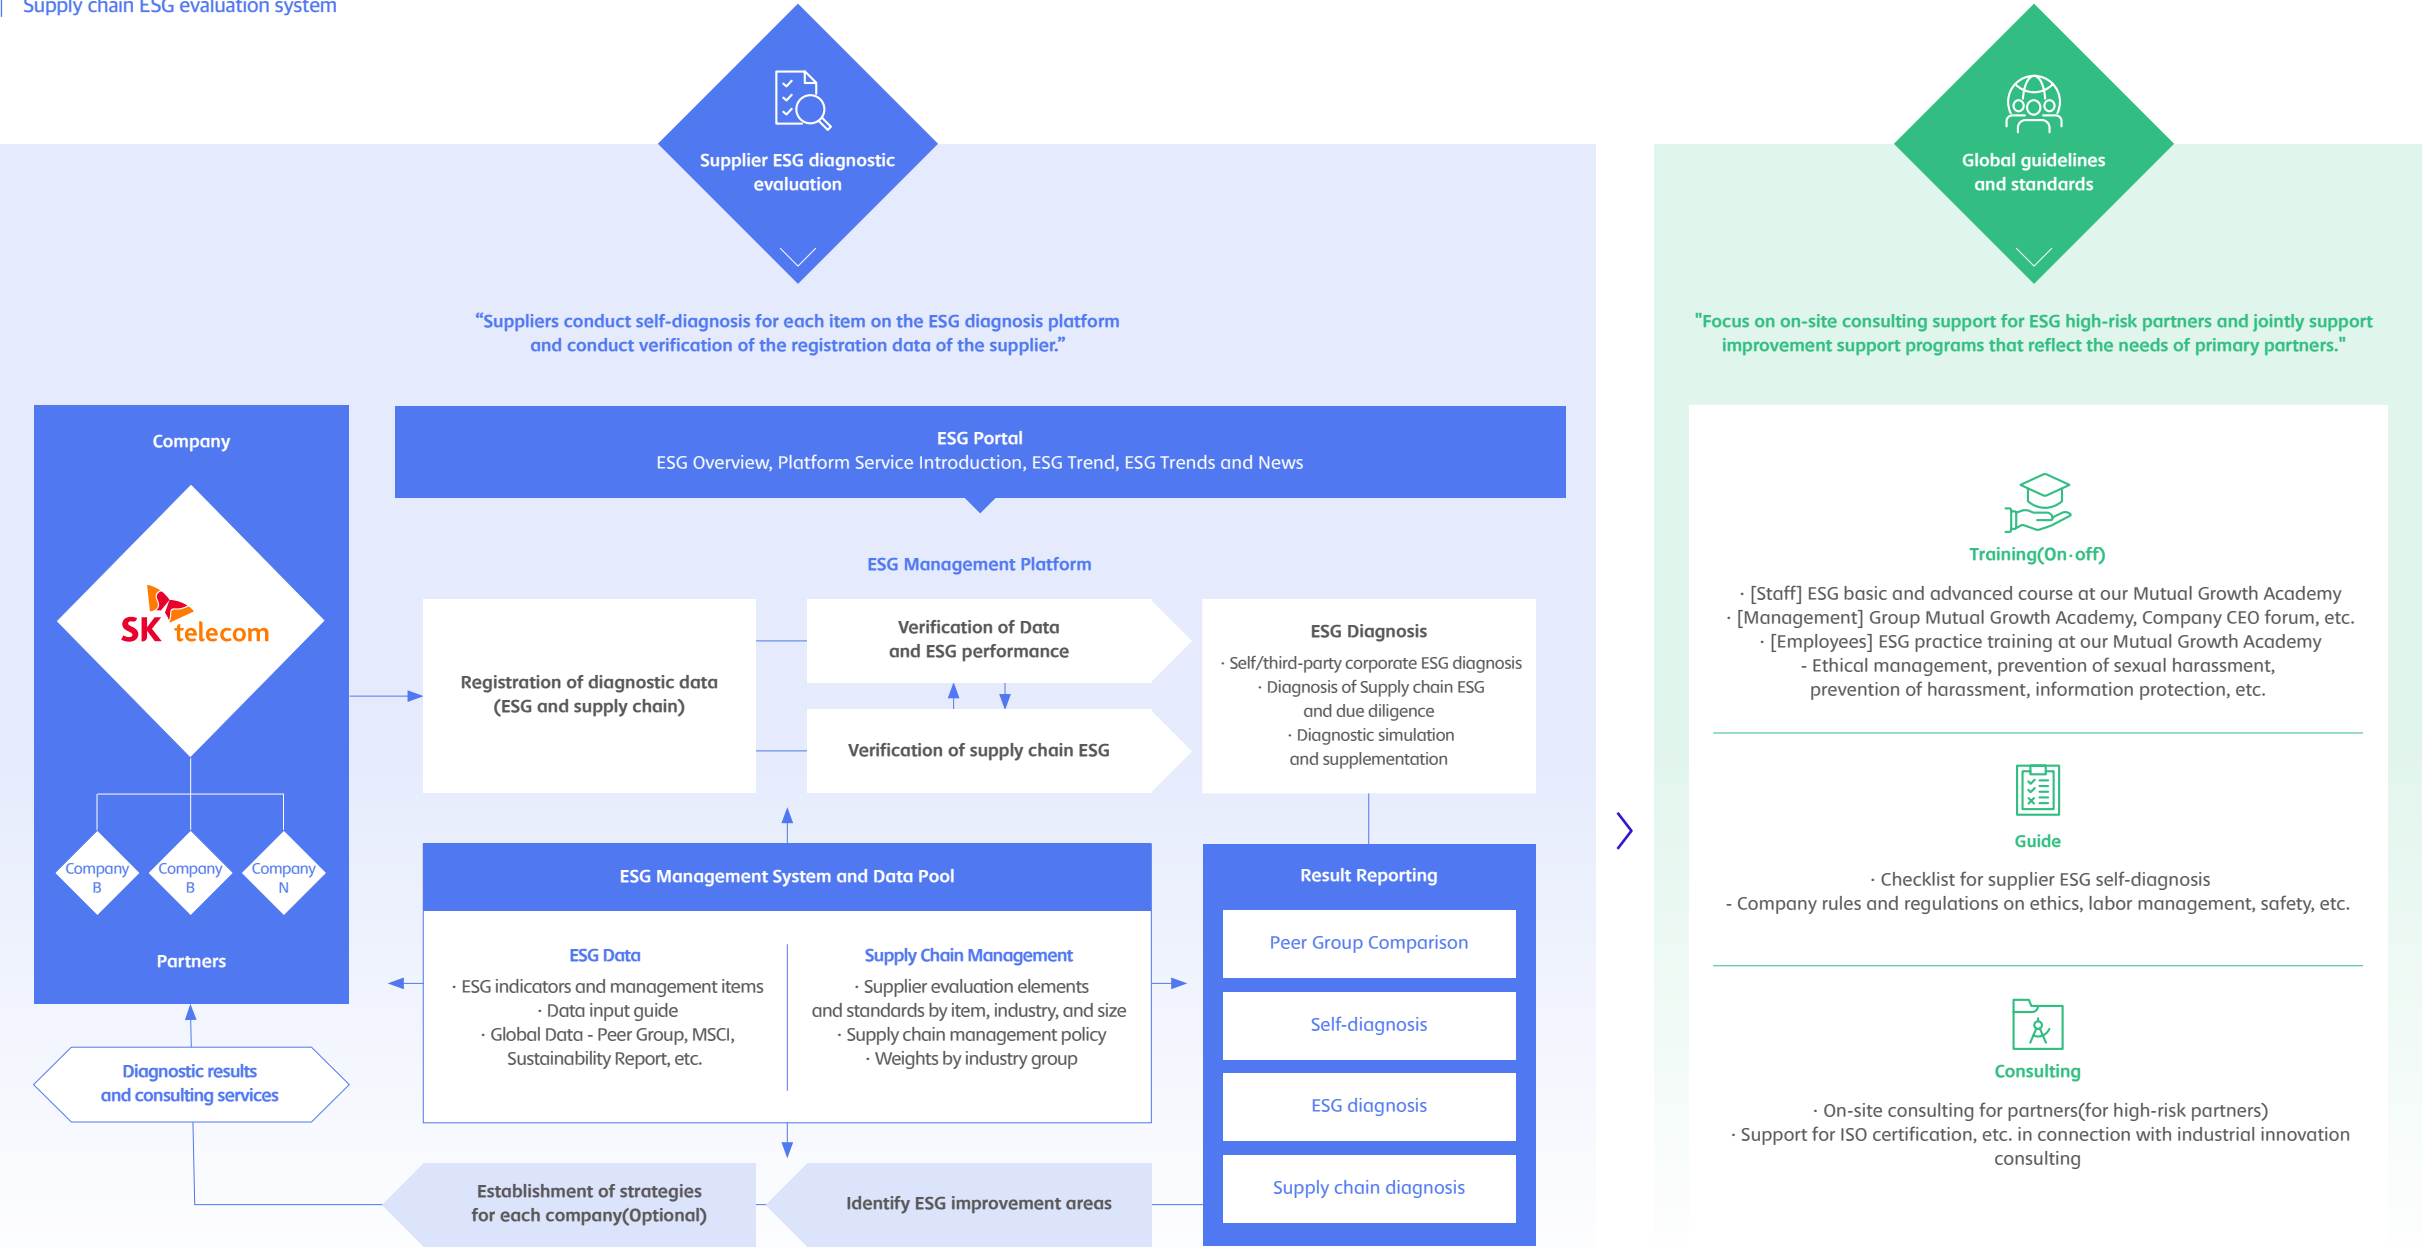 Supply chain ESG evaluation system
Supplier ESG diagnostic
evaluation
“Suppliers conduct self-diagnosis for each item on the ESG diagnosis platform
and conduct verification of the registration data of the supplier.”
Company
SK telecom
Company
B
Company
B
Company
N
Partners
Diagnostic results
and consulting services
ESG Portal
ESG Overview, Platform Service Introduction, ESG Trend, ESG Trends and News
ESG Management Platform
Registration of diagnostic data
(ESG and supply chain)
Verification of Data
and ESG performance
Verification of supply chain ESG
ESG Diagnosis
· Self/third-party corporate ESG diagnosis
· Diagnosis of Supply chain ESG
and due diligence
· Diagnostic simulation
and supplementation
ESG Management System and Data Pool
ESG Data
· ESG indicators and management items
· Data input guide
· Global Data - Peer Group, MSCI,
Sustainability Report, etc.
Supply Chain Management
· Supplier evaluation elements
and standards by item, industry, and size
· Supply chain management policy
· Weights by industry group
Result Reporting
Peer Group Comparison
Self-diagnosis
ESG diagnosis
Supply chain diagnosis
Establishment of strategies
for each company(Optional)
Identify ESG improvement areas
Global guidelines
and standards
"Focus on on-site consulting support for ESG high-risk partners and jointly support
improvement support programs that reflect the needs of primary partners."
Training(On·off)
· [Staff] ESG basic and advanced course at our Mutual Growth Academy
· [Management] Group Mutual Growth Academy, Company CEO forum, etc.
· [Employees] ESG practice training at our Mutual Growth Academy
- Ethical management, prevention of sexual harassment,
prevention of harassment, information protection, etc.
Guide
· Checklist for supplier ESG self-diagnosis
- Company rules and regulations on ethics, labor management, safety, etc.
Consulting
· On-site consulting for partners(for high-risk partners)
· Support for ISO certification, etc. in connection with industrial innovation
consulting